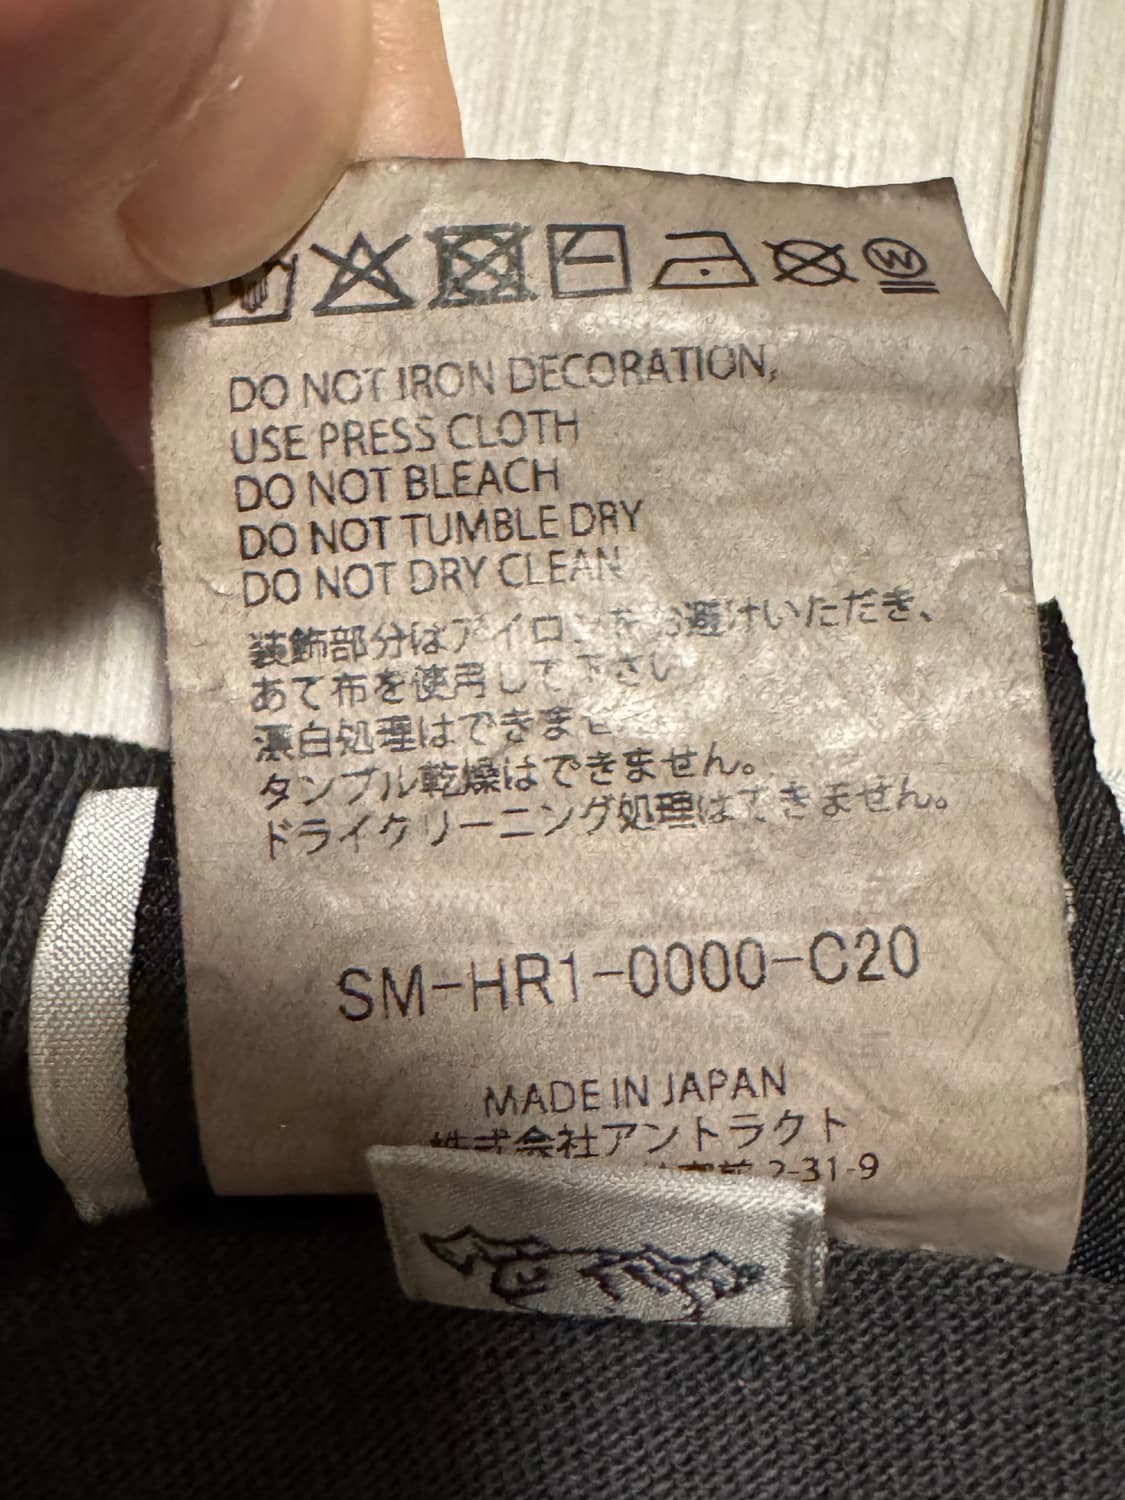 W
DO NOT IRON DECORATION,
USE PRESS CLOTH
DO NOT BLEACH
DO NOT TUMBLE DRY
DO NOT DRY CLEAN
装飾部分はアイロンをお避けいただき、
あて布を使用して下さい
漂白処理はできませ
タンブル乾燥はできません。
ドライクリーニング処理はできません。
SM-HR1-0000-C20
MADE IN JAPAN
株式会社アントラクト
2-31-9